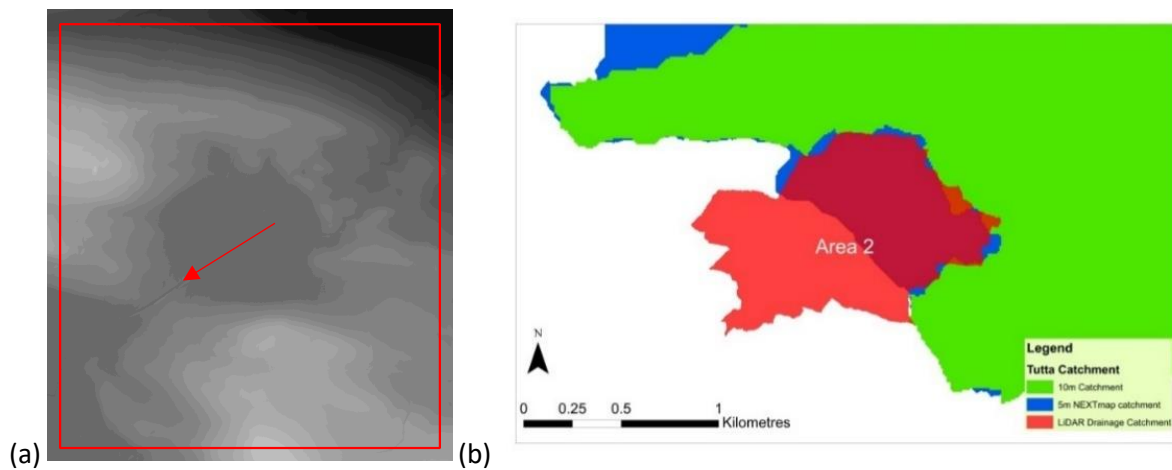 (a)
(b)
Area 2
N
0 0.25 0.5 1
Kilometres
Legend
Tutta Catchment
10m Catchment
5m NEXTmap catchment
LiDAR Drainage Catchment